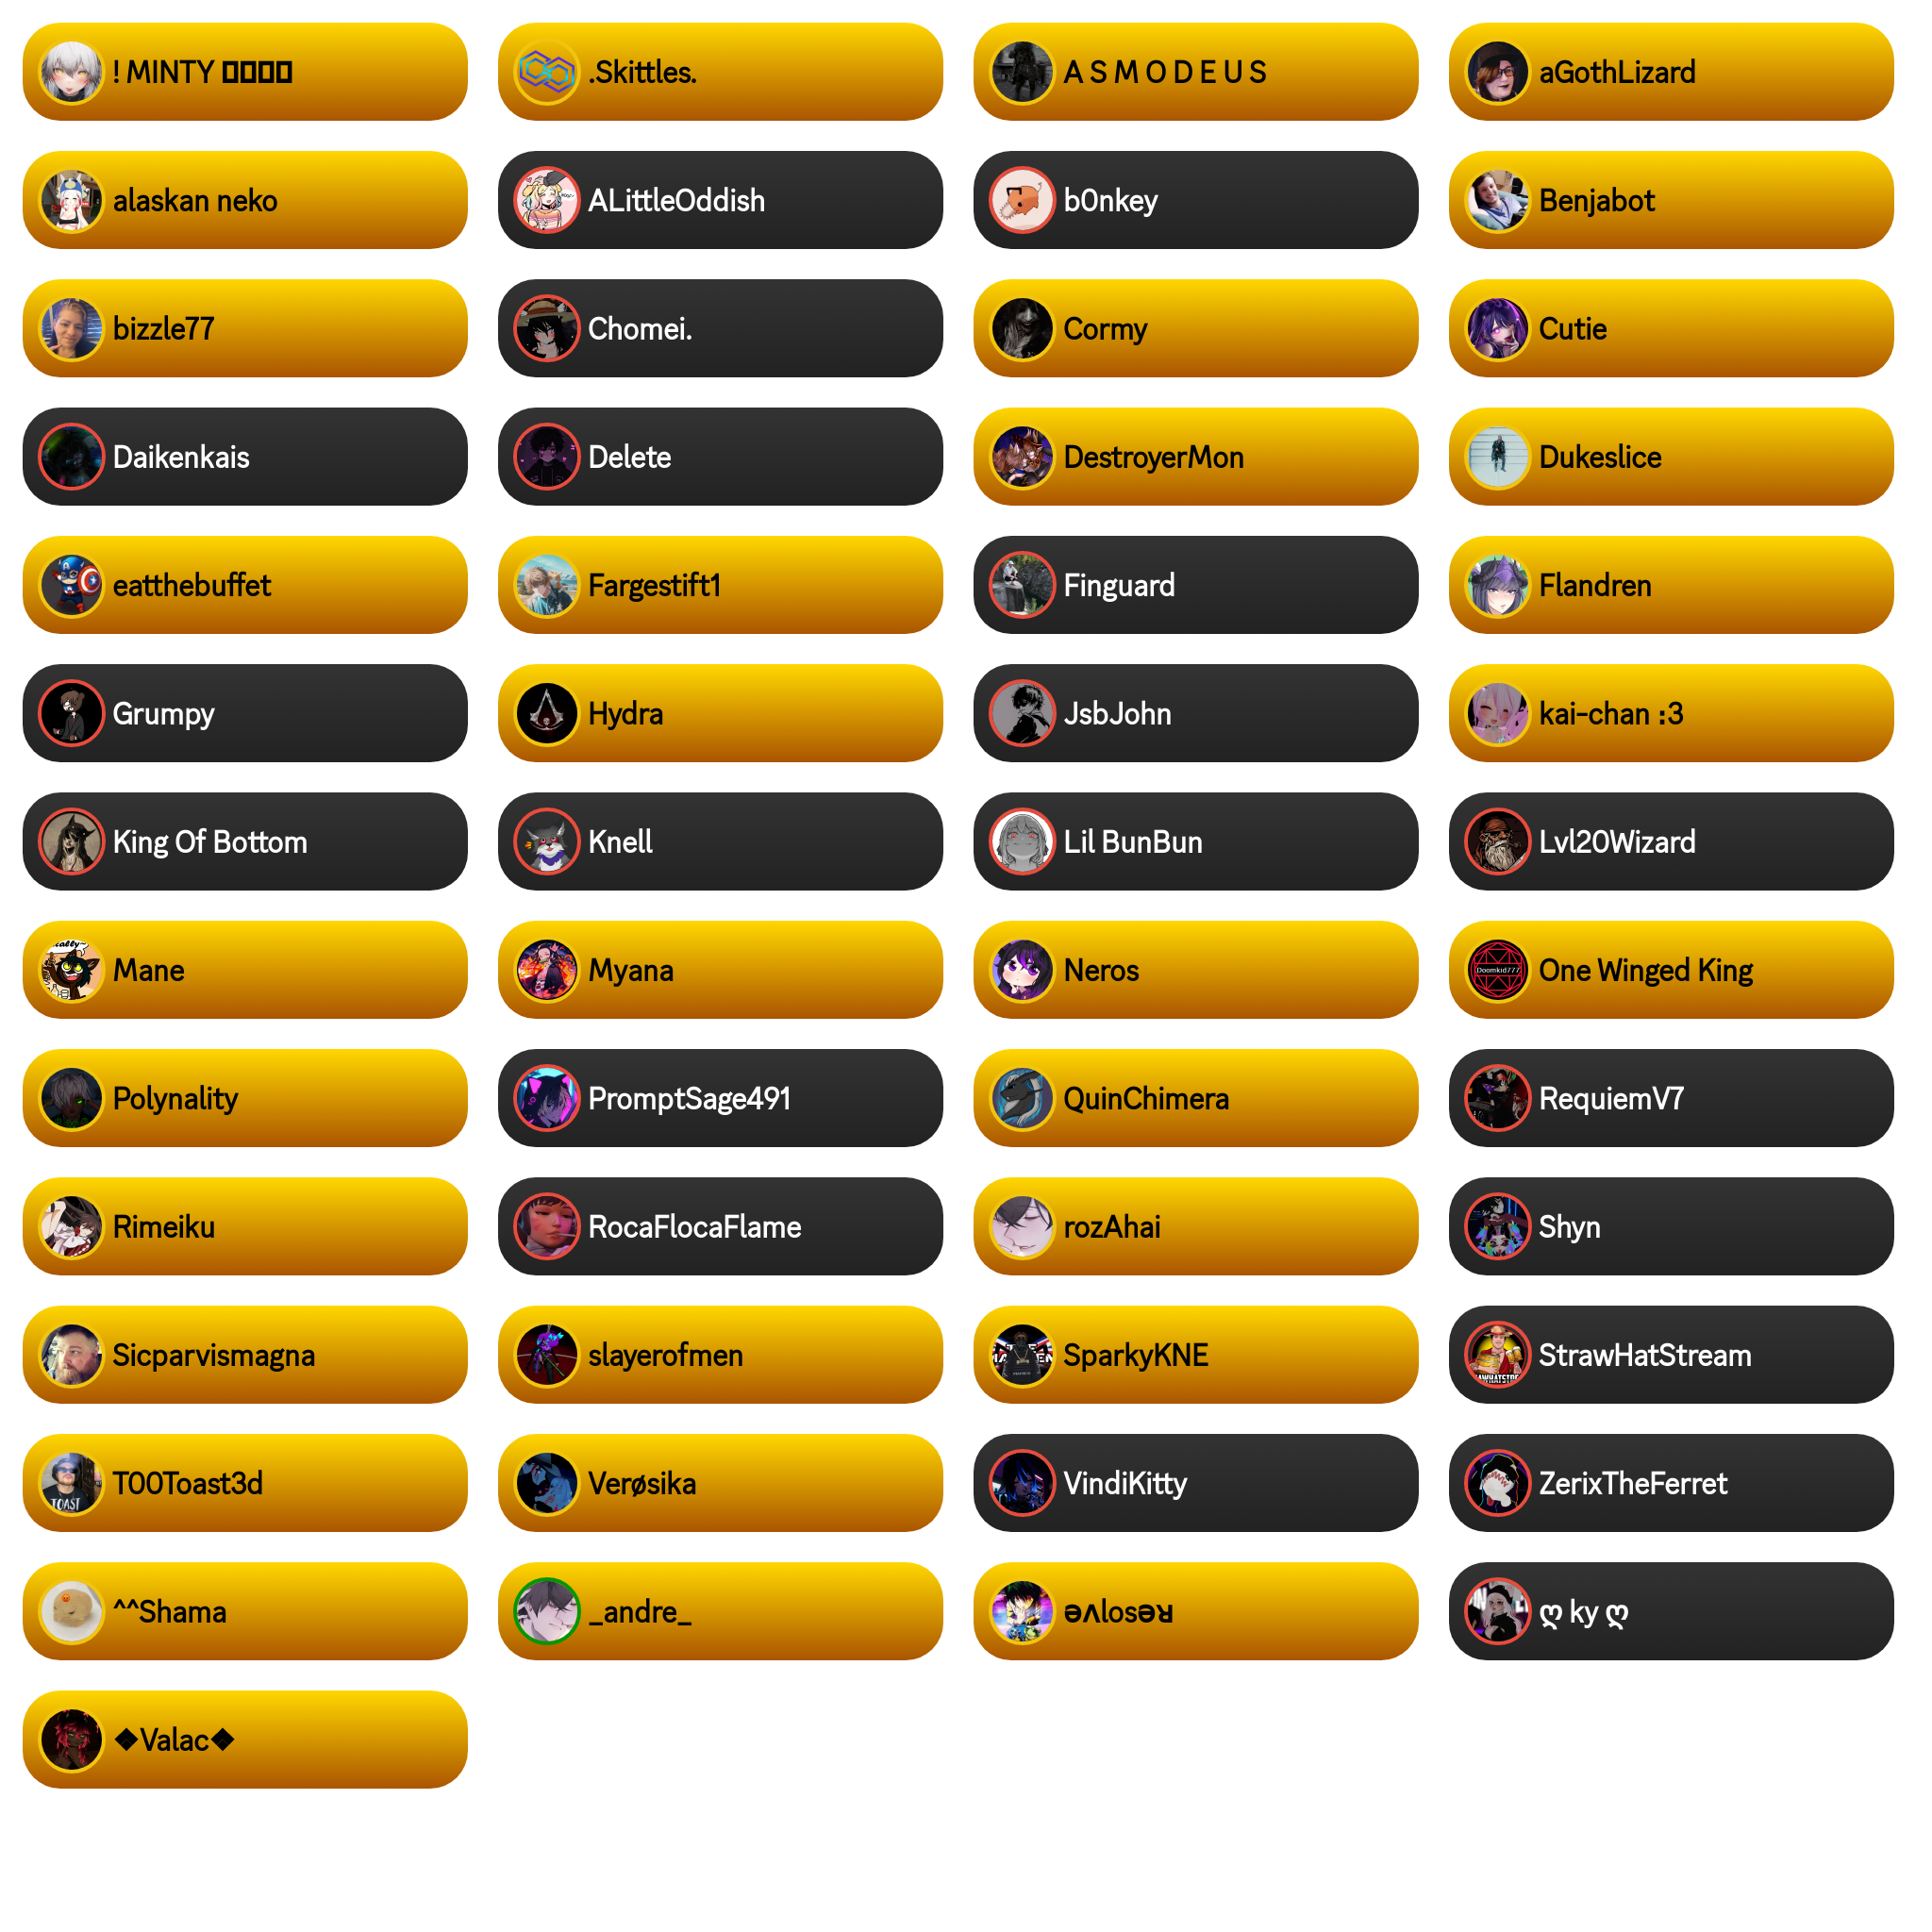 ! MINTY ▯▯▯▯
.Skittles.
A S M O D E U S
aGothLizard
alaskan neko
ALittleOddish
b0nkey
Benjabot
bizzle77
Chomei.
Cormy
Cutie
Daikenkais
Delete
DestroyerMon
Dukeslice
eatthebuffet
Fargestift1
Finguard
Flandren
Grumpy
Hydra
JsbJohn
kai-chan :3
King Of Bottom
Knell
Lil BunBun
Lvl20Wizard
Mane
Myana
Neros
Doomkid777
One Winged King
Polynality
PromptSage491
QuinChimera
RequiemV7
Rimeiku
RocaFlocaFlame
rozAhai
Shyn
Sicparvismagna
slayerofmen
SparkyKNE
StrawHatStream
TOAST
T00Toast3d
Verøsika
VindiKitty
ZerixTheFerret
^^Shama
_andre_
ɘʌlosɘᴙ
ღ ky ღ
❖Valac❖